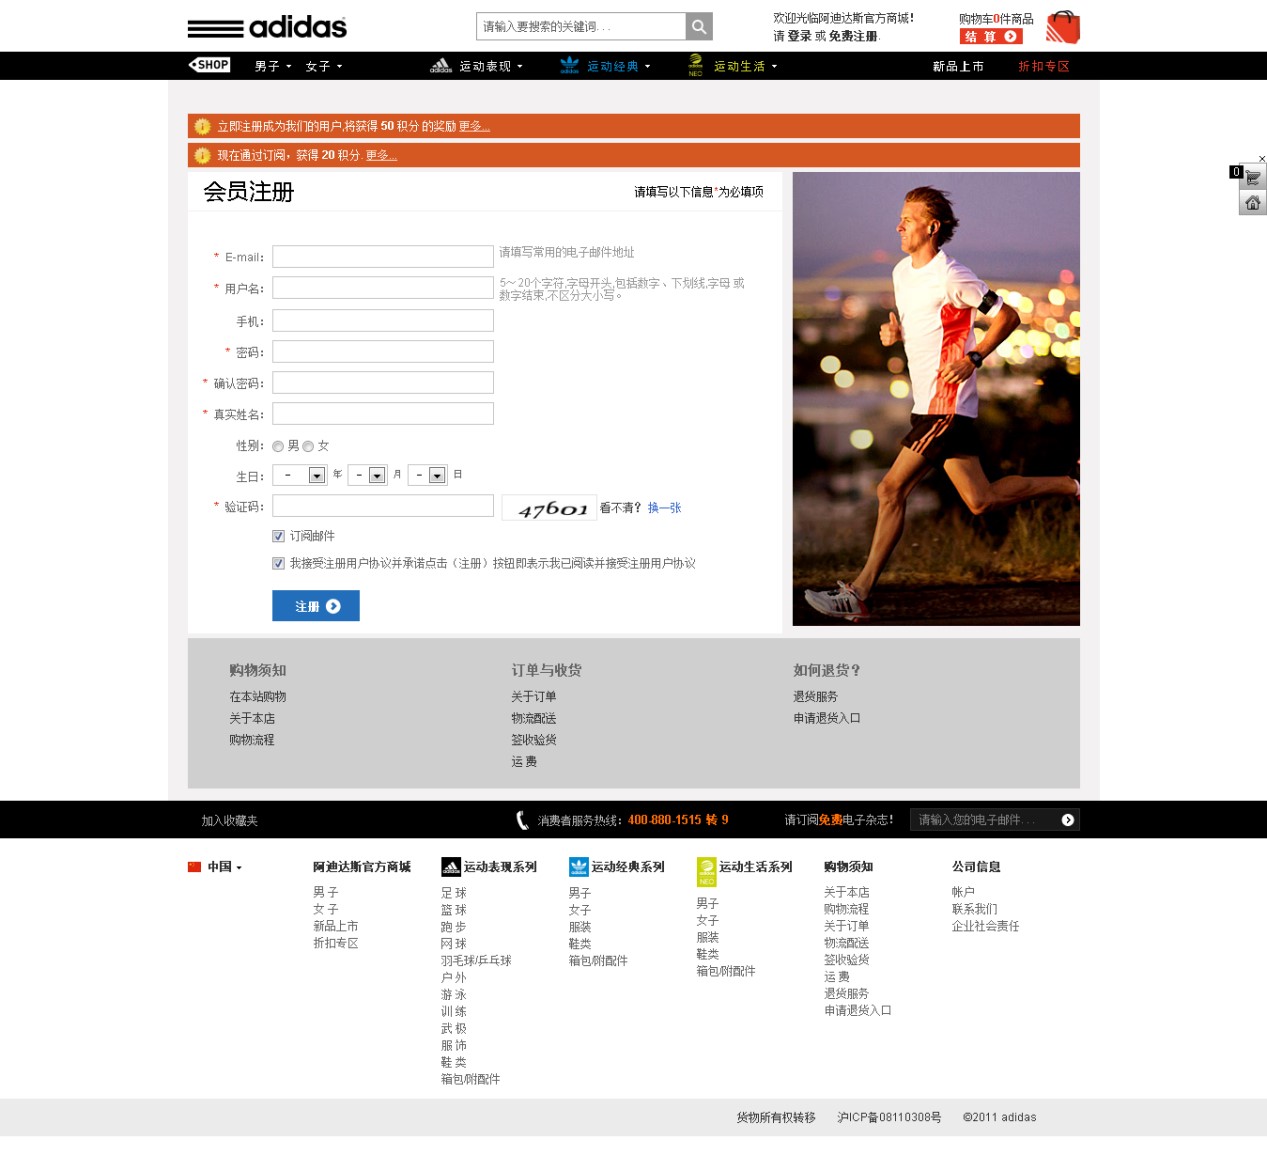 adidas
请输入要搜索的关键词...
欢迎光临阿迪达斯官方商城！
请 登录 或 免费注册.
购物车0件商品
结 算
SHOP
男子
女子
运动表现
运动经典
NEO
运动生活
新品上市
折扣专区
立即注册成为我们的用户,将获得 50 积分 的奖励 更多...
现在通过订阅，获得 20 积分. 更多...
×
0
会员注册
请填写以下信息*为必填项
* E-mail：
请填写常用的电子邮件地址
* 用户名：
5～20个字符,字母开头,包括数字、下划线,字母 或
数字结束,不区分大小写。
手机：
* 密码：
* 确认密码：
* 真实姓名：
性别： 男 女
生日： - 年 - 月 - 日
* 验证码：
47601
看不清？ 换一张
订阅邮件
我接受注册用户协议并承诺点击（注册）按钮即表示我已阅读并接受注册用户协议
注册
购物须知
在本站购物
关于本店
购物流程
订单与收货
关于订单
物流配送
签收验货
运 费
如何退货？
退货服务
申请退货入口
加入收藏夹
消费者服务热线：400-880-1515 转 9
请订阅免费电子杂志！
请输入您的电子邮件...
中国
阿迪达斯官方商城
男 子
女 子
新品上市
折扣专区
运动表现系列
足 球
篮 球
跑 步
网 球
羽毛球/乒乓球
户 外
游 泳
训 练
武 极
服 饰
鞋 类
箱包/附配件
运动经典系列
男子
女子
服装
鞋类
箱包/附配件
NEO
运动生活系列
男子
女子
服装
鞋类
箱包/附配件
购物须知
关于本店
购物流程
关于订单
物流配送
签收验货
运 费
退货服务
申请退货入口
公司信息
帐户
联系我们
企业社会责任
货物所有权转移
沪ICP备08110308号
©2011 adidas